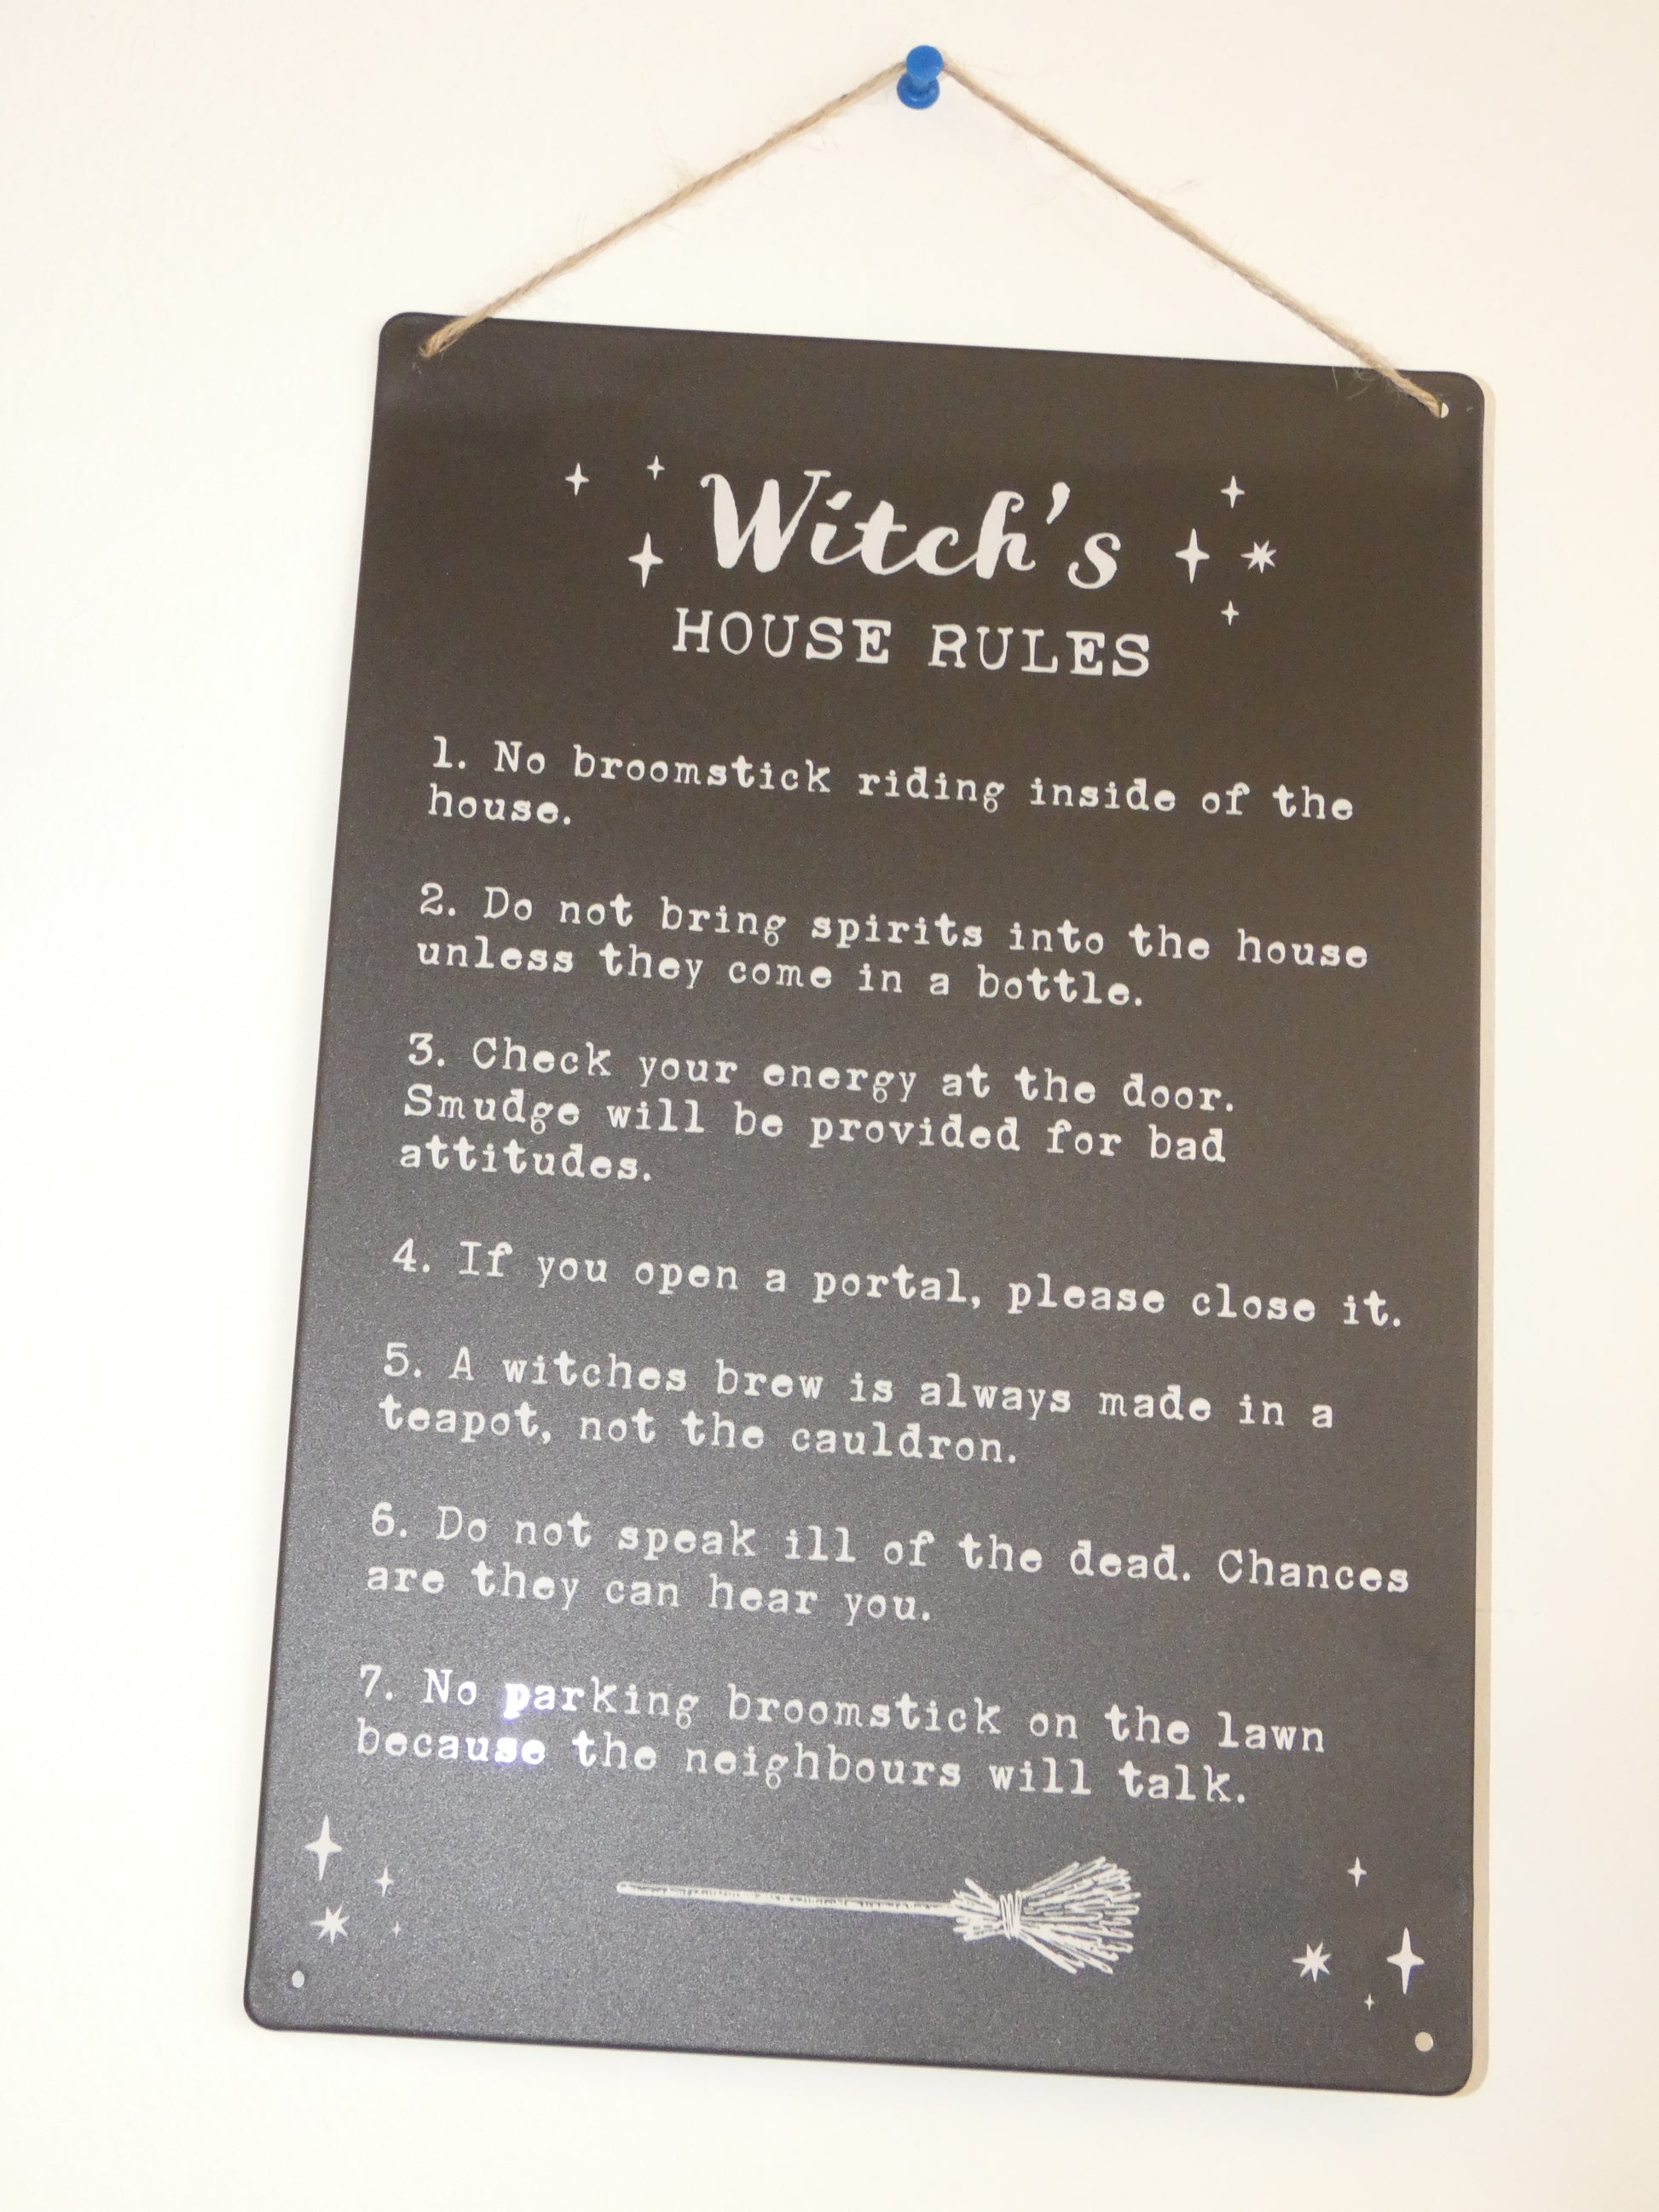 Witch's
HOUSE RULES
1. No broomstick riding inside of the
house.
2. Do not bring spirits into the house
unless they come in a bottle.
3. Check your energy at the door.
Smudge will be provided for bad
attitudes.
4. If you open a portal, please close it.
5. A witches brew is always made in a
teapot, not the cauldron.
6. Do not speak ill of the dead. Chances
are they can hear you.
7. No parking broomstick on the lawn
because the neighbours will talk.